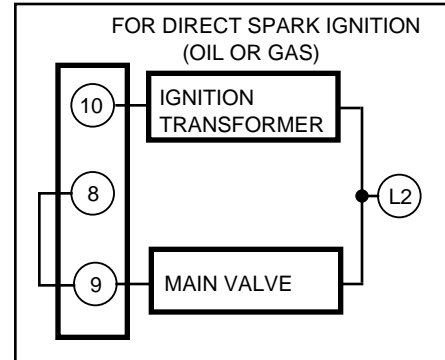 FOR DIRECT SPARK IGNITION
(OIL OR GAS)
10
IGNITION
TRANSFORMER
8
L2
9
MAIN VALVE